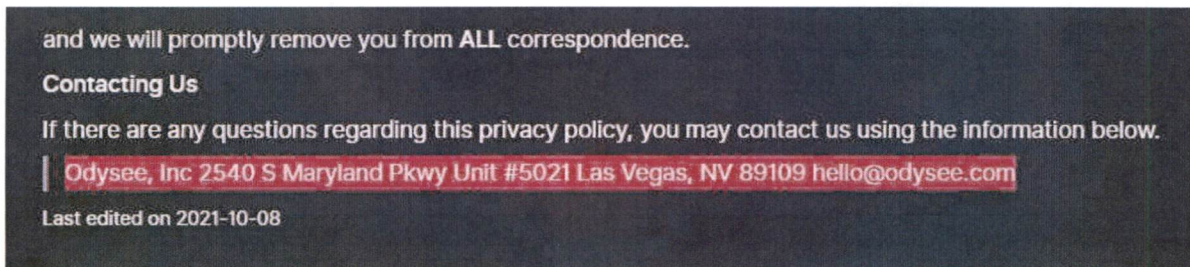 and we will promptly remove you from ALL correspondence.
Contacting Us
If there are any questions regarding this privacy policy, you may contact us using the information below.
Odysee, Inc 2540 S Maryland Pkwy Unit #5021 Las Vegas, NV 89109 hello@odysee.com
Last edited on 2021-10-08